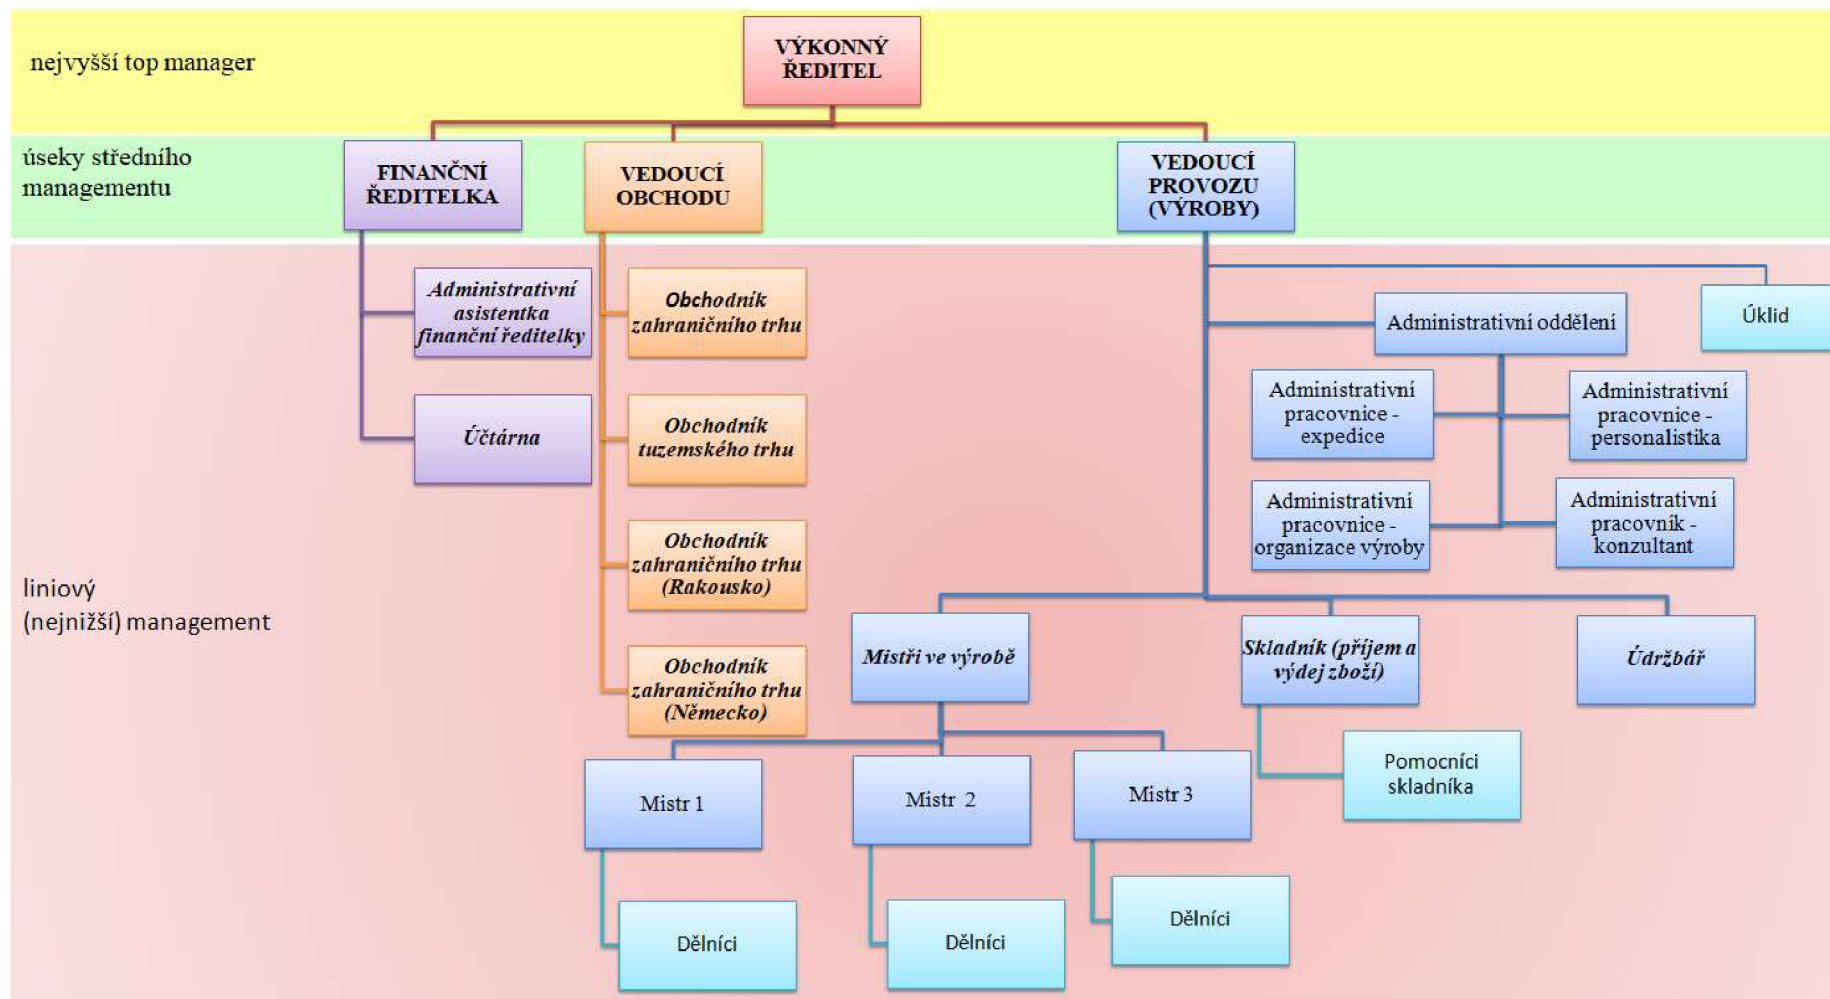 nejvyšší top manager
VÝKONNÝ
ŘEDITEL
úseky středního
managementu
FINANČNÍ
ŘEDITELKA
VEDOUCÍ
OBCHODU
VEDOUCÍ
PROVOZU
(VÝROBY)
liniový
(nejnižší) management
Administrativní
asistentka
finanční ředitelky
Účtárna
Obchodník
zahraničního trhu
Obchodník
tuzemského trhu
Obchodník
zahraničního trhu
(Rakousko)
Obchodník
zahraničního trhu
(Německo)
Administrativní oddělení
Úklid
Administrativní
pracovnice -
expedice
Administrativní
pracovnice -
personalistika
Administrativní
pracovnice -
organizace výroby
Administrativní
pracovník -
konzultant
Mistři ve výrobě
Skladník (příjem a
výdej zboží)
Údržbář
Mistr 1
Mistr 2
Mistr 3
Pomocníci
skladníka
Dělníci
Dělníci
Dělníci